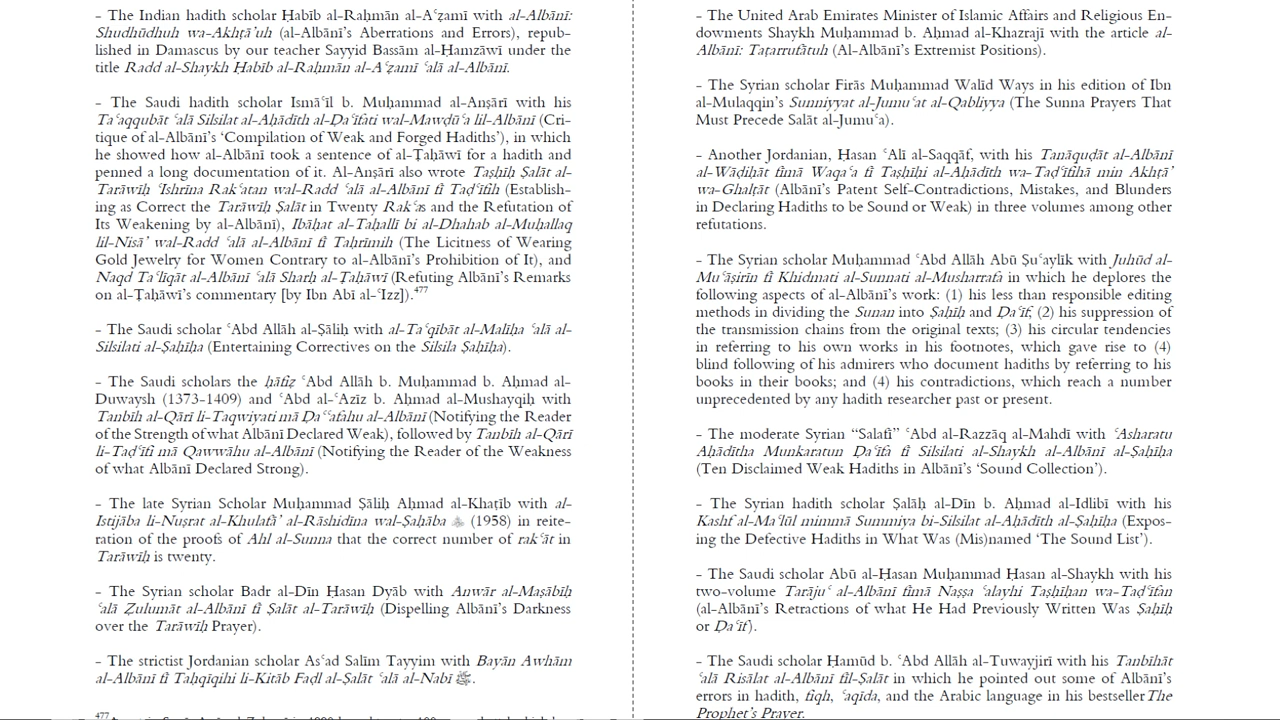 – The Indian hadith scholar Ḥabīb al-Raḥmān al-Aʿẓamī with al-Albānī:
Shudhūdhuh wa-Akhṭā’uh (al-Albānī’s Aberrations and Errors), repub-
lished in Damascus by our teacher Sayyid Bassām al-Ḥamzāwī under the
title Radd al-Shaykh Ḥabīb al-Raḥmān al-Aʿẓamī ʿalā al-Albānī.
– The Saudi hadith scholar Ismāʿīl b. Muḥammad al-Anṣārī with his
Taʿaqqubāt ʿalā Silsilat al-Aḥādīth al-Ḍaʿīfati wal-Mawḍūʿa lil-Albānī (Cri-
tique of al-Albānī’s ‘Compilation of Weak and Forged Hadiths’), in which
he showed how al-Albānī took a sentence of al-Ṭaḥāwī for a hadith and
penned a long documentation of it. Al-Anṣārī also wrote Taṣḥīḥ Ṣalāt al-
Tarāwīḥ ʿIshrīna Rakʿatan wal-Radd ʿalā al-Albānī fī Taḍʿīfih (Establish-
ing as Correct the Tarāwīḥ Ṣalāt in Twenty Rakʿas and the Refutation of
Its Weakening by al-Albānī), Ibāḥat al-Taḥallī bi al-Dhahab al-Muḥallaq
lil-Nisā’ wal-Radd ʿalā al-Albānī fī Taḥrīmih (The Licitness of Wearing
Gold Jewelry for Women Contrary to al-Albānī’s Prohibition of It), and
Naqd Taʿlīqāt al-Albānī ʿalā Sharḥ al-Ṭaḥāwī (Refuting Albānī’s Remarks
on al-Ṭaḥāwī’s commentary [by Ibn Abī al-ʿIzz]).477
– The Saudi scholar ʿAbd Allāh al-Ṣāliḥ with al-Taʿqībāt al-Malīḥa ʿalā al-
Silsilati al-Ṣaḥīḥa (Entertaining Correctives on the Silsila Ṣaḥīḥa).
– The Saudi scholars the ḥāfiẓ ʿAbd Allāh b. Muḥammad b. Aḥmad al-
Duwaysh (1373-1409) and ʿAbd al-ʿAzīz b. Aḥmad al-Mushayqiḥ with
Tanbīh al-Qārī li-Taqwiyati mā Ḍaʿʿafahu al-Albānī (Notifying the Reader
of the Strength of what Albānī Declared Weak), followed by Tanbīh al-Qārī
li-Taḍʿīfi mā Qawwāhu al-Albānī (Notifying the Reader of the Weakness
of what Albānī Declared Strong).
– The late Syrian Scholar Muḥammad Ṣāliḥ Aḥmad al-Khaṭīb with al-
Istijāba li-Nuṣrat al-Khulafā’ al-Rāshidīna wal-Ṣaḥāba (1958) in reite-
ration of the proofs of Ahl al-Sunna that the correct number of rakʿāt in
Tarāwīḥ is twenty.
– The Syrian scholar Badr al-Dīn Ḥasan Dyāb with Anwār al-Maṣābīḥ
ʿalā Ẓulumāt al-Albānī fī Ṣalāt al-Tarāwīḥ (Dispelling Albānī’s Darkness
over the Tarāwīḥ Prayer).
– The strictist Jordanian scholar Asʿad Salīm Tayyim with Bayān Awhām
al-Albānī fī Taḥqīqihi li-Kitāb Faḍl al-Ṣalāt ʿalā al-Nabī ﷺ.
477
– The United Arab Emirates Minister of Islamic Affairs and Religious En-
dowments Shaykh Muḥammad b. Aḥmad al-Khazrajī with the article al-
Albānī: Taṭarrufātuh (Al-Albānī’s Extremist Positions).
– The Syrian scholar Firās Muḥammad Walīd Ways in his edition of Ibn
al-Mulaqqin’s Sunniyyat al-Jumuʿat al-Qabliyya (The Sunna Prayers That
Must Precede Salāt al-Jumuʿa).
– Another Jordanian, Ḥasan ʿAlī al-Saqqāf, with his Tanāquḍāt al-Albānī
al-Wāḍiḥāt fīmā Waqaʿa fī Taṣḥīḥi al-Aḥādīth wa-Taḍʿīfihā min Akhṭā’
wa-Ghalṭāt (Albānī’s Patent Self-Contradictions, Mistakes, and Blunders
in Declaring Hadiths to be Sound or Weak) in three volumes among other
refutations.
– The Syrian scholar Muḥammad ʿAbd Allāh Abū Ṣuʿaylīk with Juhūd al-
Muʿāṣirīn fī Khidmati al-Sunnati al-Musharrafa in which he deplores the
following aspects of al-Albānī’s work: (1) his less than responsible editing
methods in dividing the Sunan into Ṣaḥīḥ and Ḍaʿīf; (2) his suppression of
the transmission chains from the original texts; (3) his circular tendencies
in referring to his own works in his footnotes, which gave rise to (4)
blind following of his admirers who document hadiths by referring to his
books in their books; and (4) his contradictions, which reach a number
unprecedented by any hadith researcher past or present.
– The moderate Syrian “Salafi” ʿAbd al-Razzāq al-Mahdī with ʿAsharatu
Aḥādītha Munkaratun Ḍaʿīfa fī Silsilati al-Shaykh al-Albānī al-Ṣaḥīḥa
(Ten Disclaimed Weak Hadiths in Albānī’s ‘Sound Collection’).
– The Syrian hadith scholar Ṣalāḥ al-Dīn b. Aḥmad al-Idlibī with his
Kashf al-Maʿlūl mimmā Summiya bi-Silsilat al-Aḥādīth al-Ṣaḥīḥa (Expos-
ing the Defective Hadiths in What Was (Mis)named ‘The Sound List’).
– The Saudi scholar Abū al-Ḥasan Muḥammad Ḥasan al-Shaykh with his
two-volume Tarājuʿ al-Albānī fīmā Naṣṣa ʿalayhi Taṣḥīḥan wa-Taḍʿīfan
(al-Albānī’s Retractions of what He Had Previously Written Was Ṣaḥīḥ
or Ḍaʿīf).
– The Saudi scholar Ḥamūd b. ʿAbd Allāh al-Tuwayjirī with his Tanbīhāt
ʿalā Risālat al-Albānī fīl-Ṣalāt in which he pointed out some of Albānī’s
errors in hadith, fiqh, ʿaqīda, and the Arabic language in his bestseller The
Prophet’s Prayer.